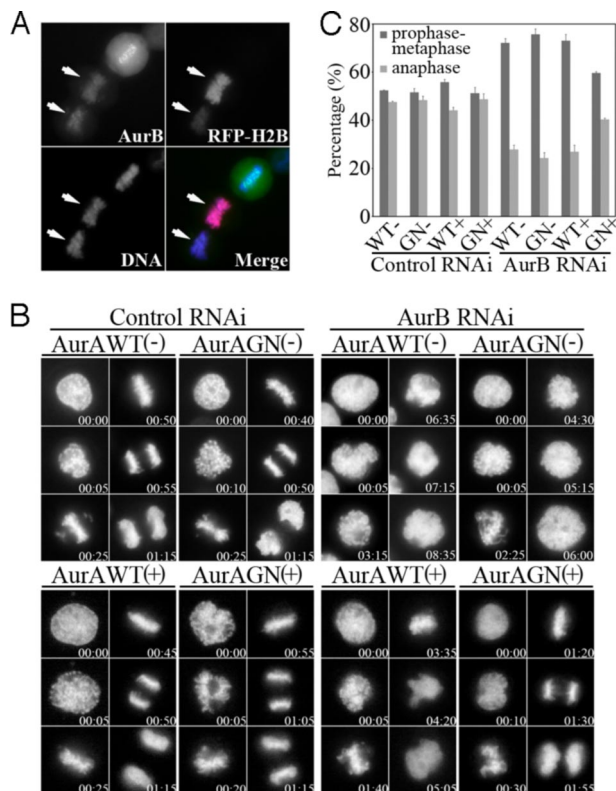 A
AurB
RFP-H2B
DNA
Merge
C
80
60
40
20
0
Percentage (%)
prophase-
metaphase
anaphase
WT- GN- WT+ GN+ WT- GN- WT+ GN+
Control RNAi AurB RNAi
B
Control RNAi AurB RNAi
AurAWT(-) AurAGN(-) AurAWT(-) AurAGN(-)
00:00 00:50 00:00 00:40 00:00 06:35 00:00 04:30
00:05 00:55 00:10 00:50 00:05 07:15 00:05 05:15
00:25 01:15 00:25 01:15 03:15 08:35 02:25 06:00
AurAWT(+) AurAGN(+) AurAWT(+) AurAGN(+)
00:00 00:45 00:00 00:55 00:00 03:35 00:00 01:20
00:05 00:50 00:05 01:05 00:05 04:20 00:10 01:30
00:25 01:15 00:20 01:15 01:40 05:05 00:30 01:55